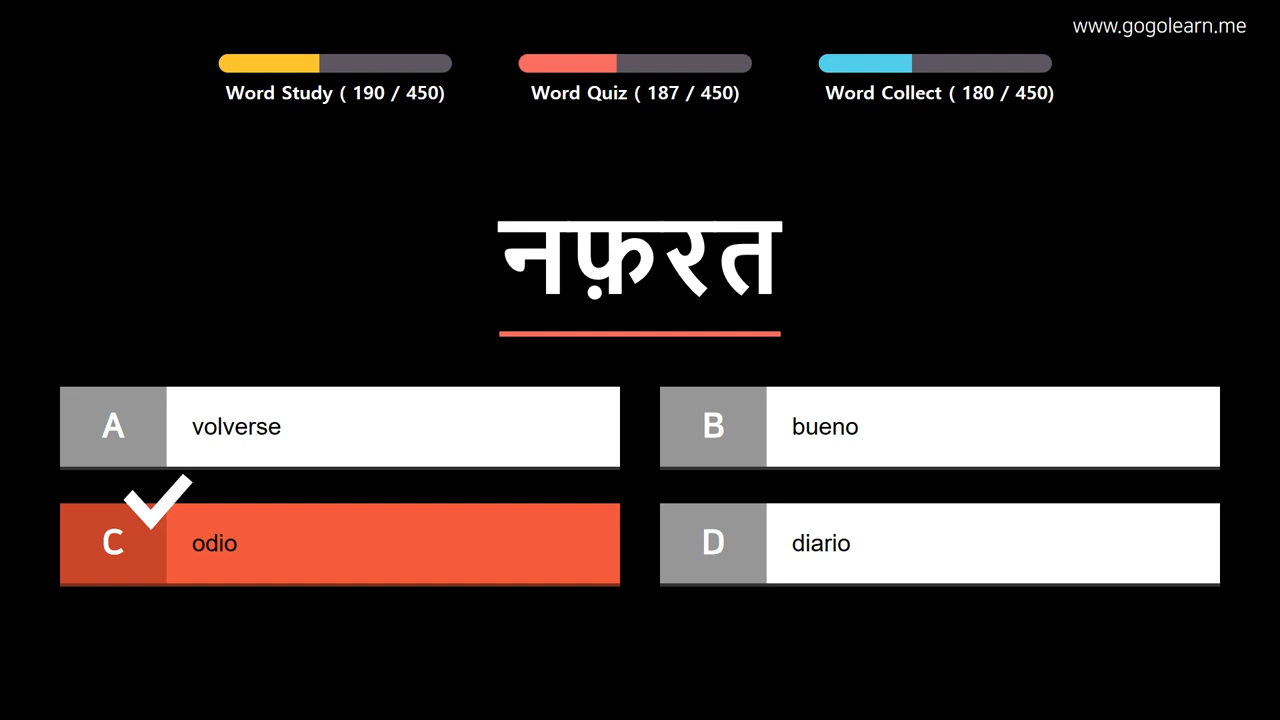 www.gogolearn.me
Word Study ( 190 / 450)
Word Quiz ( 187 / 450)
Word Collect ( 180 / 450)
नफ़रत
A volverse
B bueno
C odio
D diario